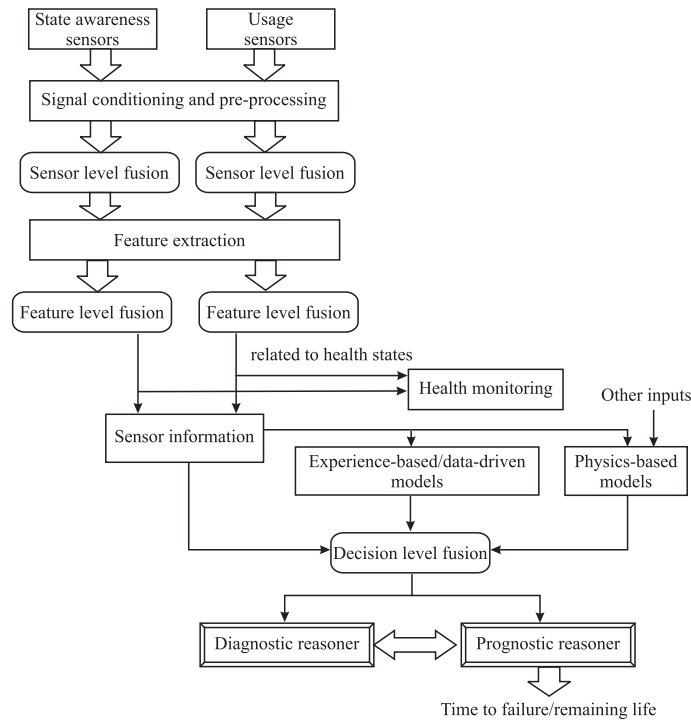 State awareness
sensors
Usage
sensors
Signal conditioning and pre-processing
Sensor level fusion
Sensor level fusion
Feature extraction
Feature level fusion
Feature level fusion
related to health states
Health monitoring
Other inputs
Sensor information
Experience-based/data-driven
models
Physics-based
models
Decision level fusion
Diagnostic reasoner
Prognostic reasoner
Time to failure/remaining life